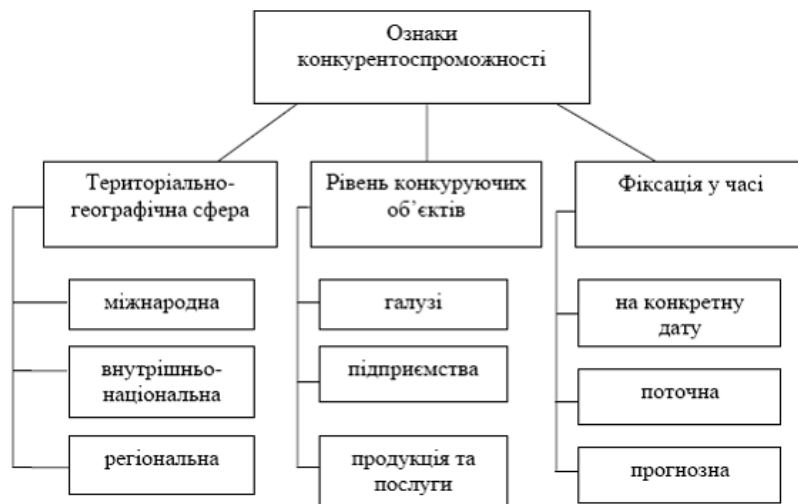 Ознаки
конкурентоспроможності
Територіально-
географічна сфера
міжнародна
внутрішньо-
національна
регіональна
Рівень конкуруючих
об’єктів
галузі
підприємства
продукція та
послуги
Фіксація у часі
на конкретну
дату
поточна
прогнозна